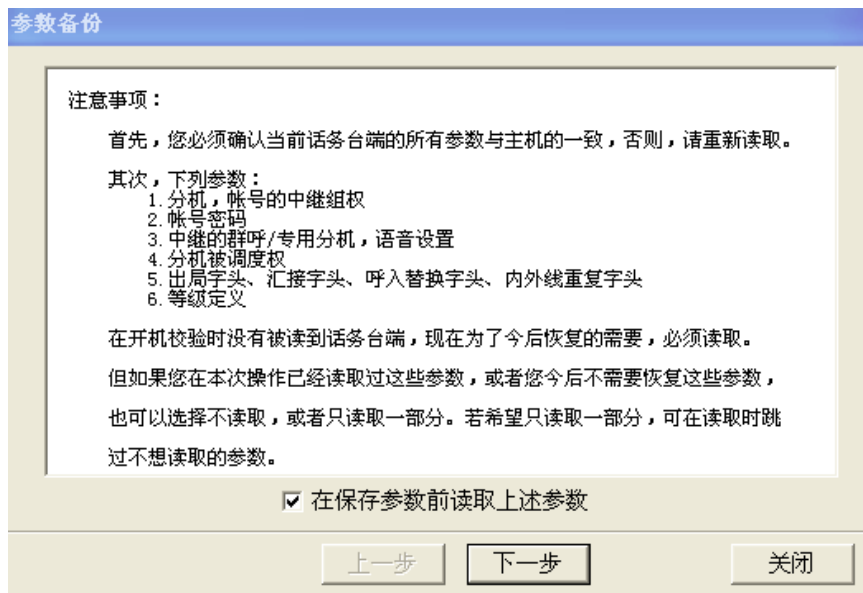 参数备份
注意事项：
首先，您必须确认当前话务台端的所有参数与主机的一致，否则，请重新读取。
其次，下列参数：
1. 分机，帐号的中继组权
2. 帐号密码
3. 中继的群呼/专用分机，语音设置
4. 分机被调度权
5. 出局字头、汇接字头、呼入替换字头、内外线重复字头
6. 等级定义
在开机校验时没有被读到话务台端，现在为了今后恢复的需要，必须读取。
但如果您在本次操作已经读取过这些参数，或者您今后不需要恢复这些参数，
也可以选择不读取，或者只读取一部分。若希望只读取一部分，可在读取时跳
过不想读取的参数。
在保存参数前读取上述参数
上一步 下一步 关闭